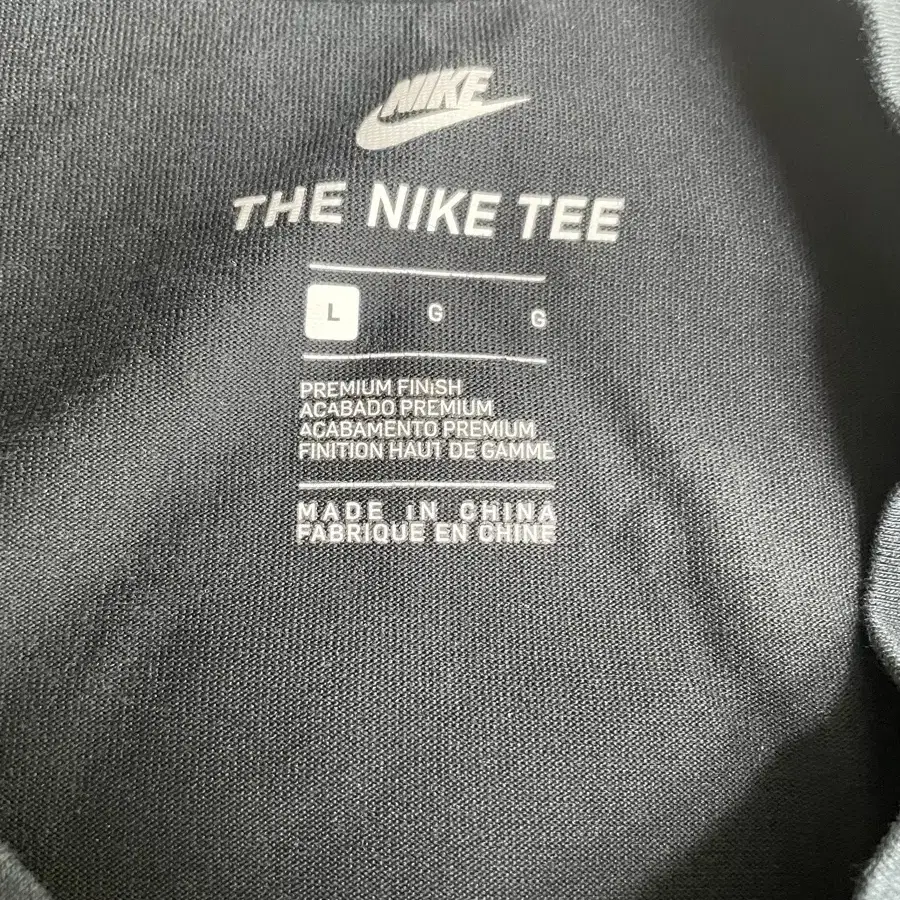 NIKE
THE NIKE TEE
L G G
PREMIUM FINISH
ACABADO PREMIUM
ACABAMENTO PREMIUM
FINITION HAUT DE GAMME
MADE IN CHINA
FABRIQUE EN CHINE